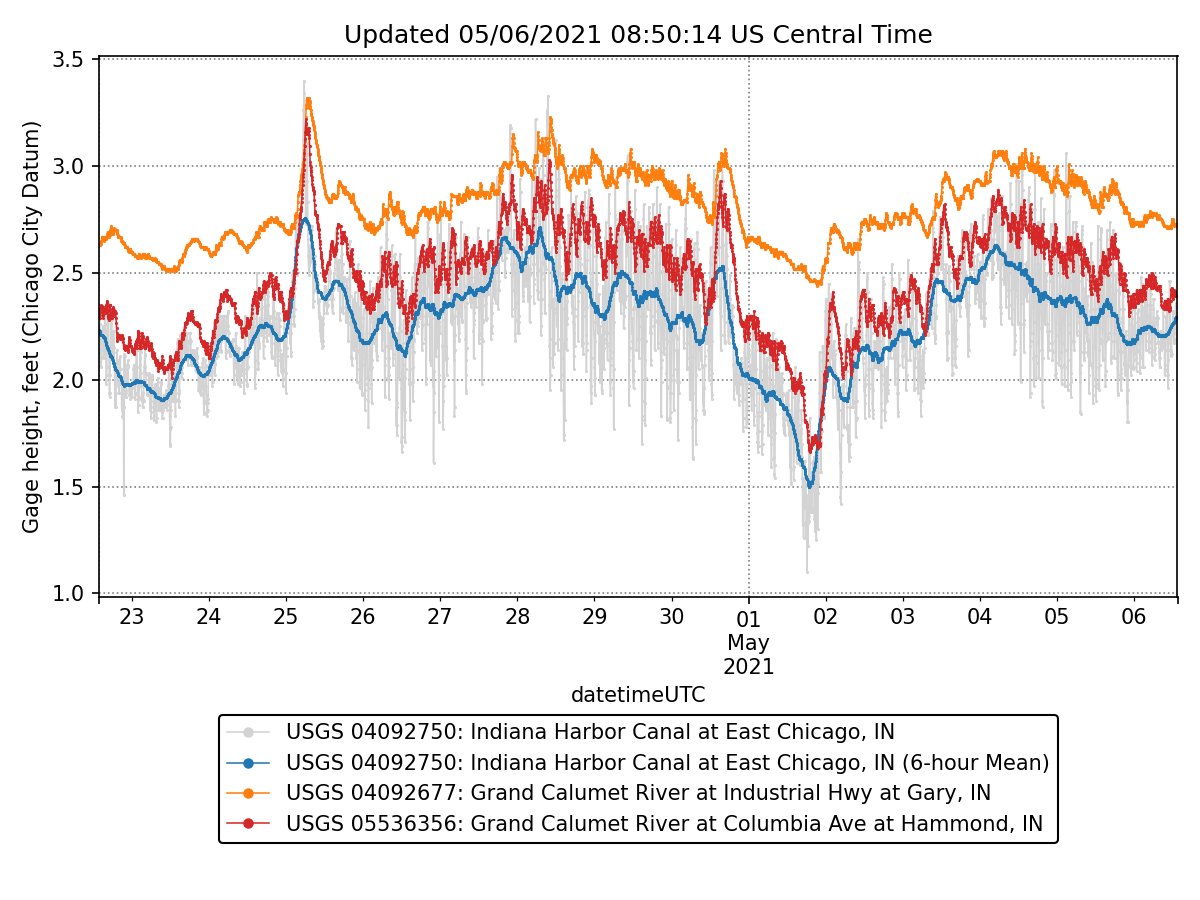 Updated 05/06/2021 08:50:14 US Central Time
Gage height, feet (Chicago City Datum)
3.5
3.0
2.5
2.0
1.5
1.0
23 24 25 26 27 28 29 30 01 02 03 04 05 06
May
2021
datetimeUTC
USGS 04092750: Indiana Harbor Canal at East Chicago, IN
USGS 04092750: Indiana Harbor Canal at East Chicago, IN (6-hour Mean)
USGS 04092677: Grand Calumet River at Industrial Hwy at Gary, IN
USGS 05536356: Grand Calumet River at Columbia Ave at Hammond, IN